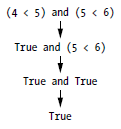 (4 < 5) and (5 < 6)
True and (5 < 6)
True and True
True